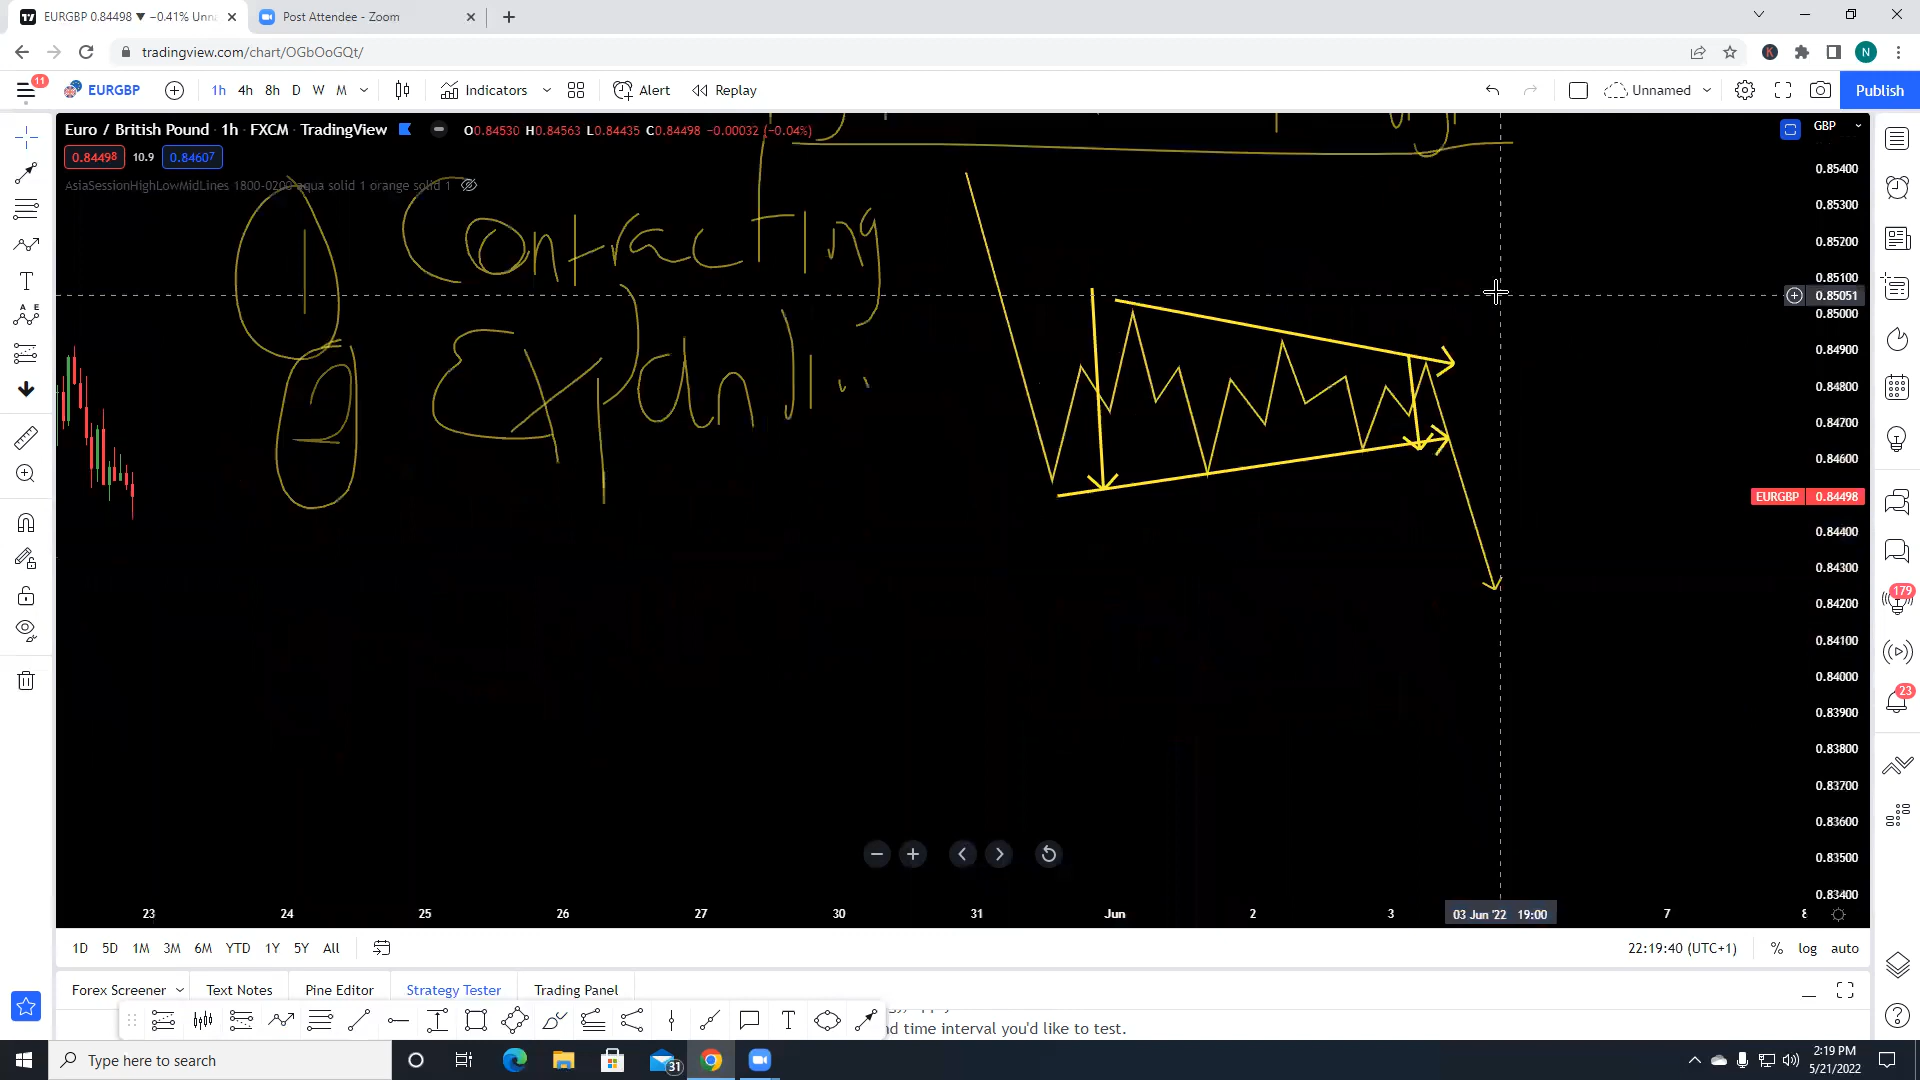 EURGBP 0.84498 ▼ −0.41% Unn
Post Attendee - Zoom
tradingview.com/chart/OGbOoGQt/
N
11
EURGBP
1h 4h 8h D W M
Indicators
Alert
Replay
Unnamed
Publish
Euro / British Pound · 1h · FXCM · TradingView
O0.84530 H0.84563 L0.84435 C0.84498 −0.00032 (−0.04%)
GBP
0.84498 10.9 0.84607
AsiaSessionHighLowMidLines 1800-0200 aqua solid 1 orange solid 1
1 Contracting
2
0.85400
0.85300
0.85200
0.85100
0.85051
0.85000
0.84900
0.84800
0.84700
0.84600
EURGBP 0.84498
0.84400
0.84300
0.84200
0.84100
0.84000
0.83900
0.83800
0.83700
0.83600
0.83500
0.83400
179
23
23 24 25 26 27 30 31 Jun 2 3 03 Jun '22 19:00 7 8
1D 5D 1M 3M 6M YTD 1Y 5Y All
22:19:40 (UTC+1) % log auto
Forex Screener Text Notes Pine Editor Strategy Tester Trading Panel
nd time interval you'd like to test.
Type here to search
31
2:19 PM
5/21/2022